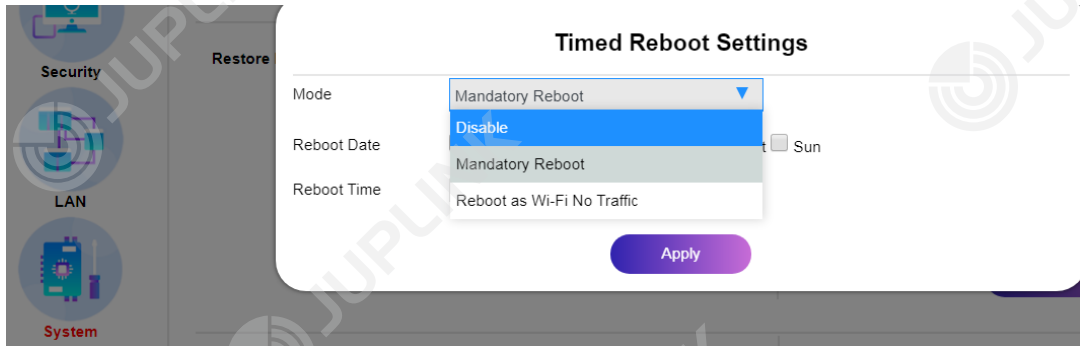 Timed Reboot Settings
Security
Restore
Mode
Mandatory Reboot
Disable
Reboot Date
t Sun
Mandatory Reboot
Reboot Time
Reboot as Wi-Fi No Traffic
LAN
Apply
System
JUPLINK
JUPLINK
JUPLINK